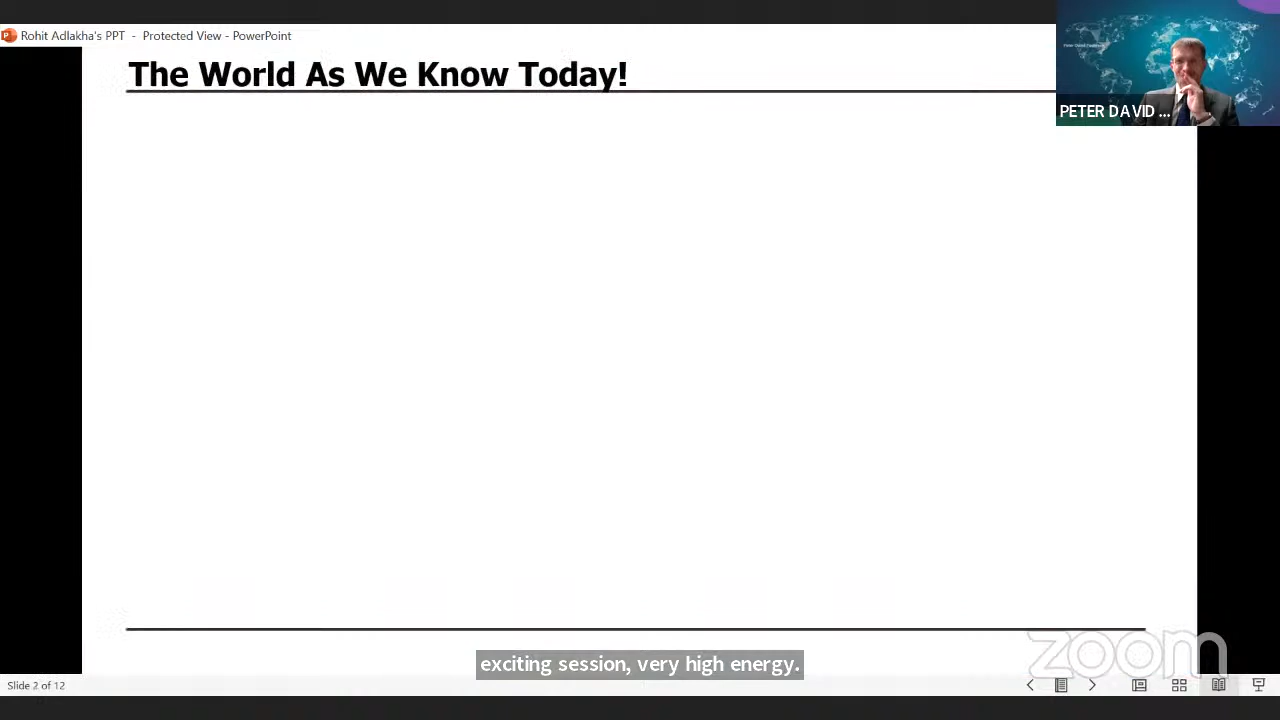 Rohit Adlakha's PPT - Protected View - PowerPoint
The World As We Know Today!
PETER DAVID ...
exciting session, very high energy.
zoom
Slide 2 of 12